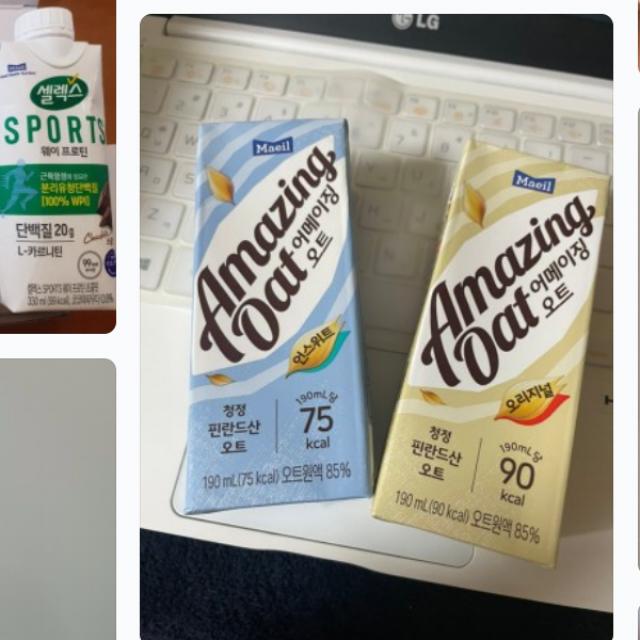 Maeil
셀렉스
SPORTS
웨이 프로틴
분리유청단백질
[100% WPI]
단백질 20g
L-카르니틴
LG
Maeil
Amazing
Oat
어메이징
오트
언스위트
청정
핀란드산
오트
190mL당
75
kcal
190 mL(75 kcal) 오트원액 85%
Maeil
Amazing
Oat
어메이징
오트
오리지널
청정
핀란드산
오트
190mL당
90
kcal
190 mL(90 kcal) 오트원액 85%